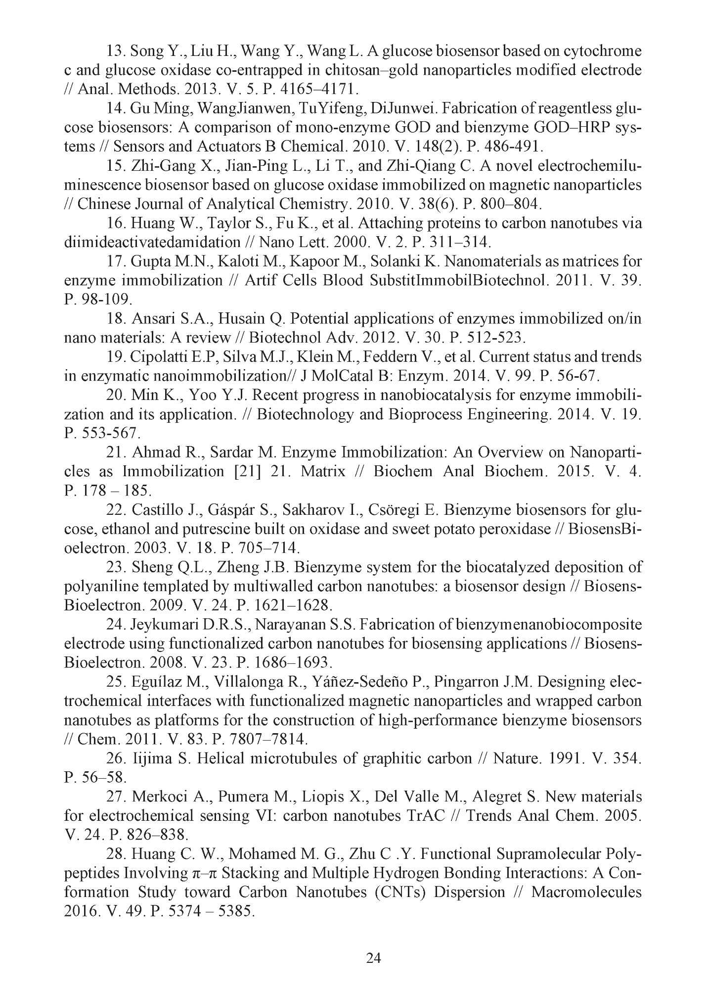 13. Song Y., Liu H., Wang Y., Wang L. A glucose biosensor based on cytochrome
c and glucose oxidase co-entrapped in chitosan–gold nanoparticles modified electrode
// Anal. Methods. 2013. V. 5. P. 4165–4171.
14. Gu Ming, WangJianwen, TuYifeng, DiJunwei. Fabrication of reagentless glu-
cose biosensors: A comparison of mono-enzyme GOD and bienzyme GOD–HRP sys-
tems // Sensors and Actuators B Chemical. 2010. V. 148(2). P. 486-491.
15. Zhi-Gang X., Jian-Ping L., Li T., and Zhi-Qiang C. A novel electrochemilu-
minescence biosensor based on glucose oxidase immobilized on magnetic nanoparticles
// Chinese Journal of Analytical Chemistry. 2010. V. 38(6). P. 800–804.
16. Huang W., Taylor S., Fu K., et al. Attaching proteins to carbon nanotubes via
diimideactivatedamidation // Nano Lett. 2000. V. 2. P. 311–314.
17. Gupta M.N., Kaloti M., Kapoor M., Solanki K. Nanomaterials as matrices for
enzyme immobilization // Artif Cells Blood SubstitImmobilBiotechnol. 2011. V. 39.
P. 98-109.
18. Ansari S.A., Husain Q. Potential applications of enzymes immobilized on/in
nano materials: A review // Biotechnol Adv. 2012. V. 30. P. 512-523.
19. Cipolatti E.P, Silva M.J., Klein M., Feddern V., et al. Current status and trends
in enzymatic nanoimmobilization// J MolCatal B: Enzym. 2014. V. 99. P. 56-67.
20. Min K., Yoo Y.J. Recent progress in nanobiocatalysis for enzyme immobili-
zation and its application. // Biotechnology and Bioprocess Engineering. 2014. V. 19.
P. 553-567.
21. Ahmad R., Sardar M. Enzyme Immobilization: An Overview on Nanoparti-
cles as Immobilization [21] 21. Matrix // Biochem Anal Biochem. 2015. V. 4.
P. 178 – 185.
22. Castillo J., Gáspár S., Sakharov I., Csöregi E. Bienzyme biosensors for glu-
cose, ethanol and putrescine built on oxidase and sweet potato peroxidase // BiosensBi-
oelectron. 2003. V. 18. P. 705–714.
23. Sheng Q.L., Zheng J.B. Bienzyme system for the biocatalyzed deposition of
polyaniline templated by multiwalled carbon nanotubes: a biosensor design // Biosens-
Bioelectron. 2009. V. 24. P. 1621–1628.
24. Jeykumari D.R.S., Narayanan S.S. Fabrication of bienzymenanobiocomposite
electrode using functionalized carbon nanotubes for biosensing applications // Biosens-
Bioelectron. 2008. V. 23. P. 1686–1693.
25. Eguílaz M., Villalonga R., Yáñez-Sedeño P., Pingarron J.M. Designing elec-
trochemical interfaces with functionalized magnetic nanoparticles and wrapped carbon
nanotubes as platforms for the construction of high-performance bienzyme biosensors
// Chem. 2011. V. 83. P. 7807–7814.
26. Iijima S. Helical microtubules of graphitic carbon // Nature. 1991. V. 354.
P. 56–58.
27. Merkoci A., Pumera M., Liopis X., Del Valle M., Alegret S. New materials
for electrochemical sensing VI: carbon nanotubes TrAC // Trends Anal Chem. 2005.
V. 24. P. 826–838.
28. Huang C. W., Mohamed M. G., Zhu C .Y. Functional Supramolecular Poly-
peptides Involving π–π Stacking and Multiple Hydrogen Bonding Interactions: A Con-
formation Study toward Carbon Nanotubes (CNTs) Dispersion // Macromolecules
2016. V. 49. P. 5374 – 5385.
24